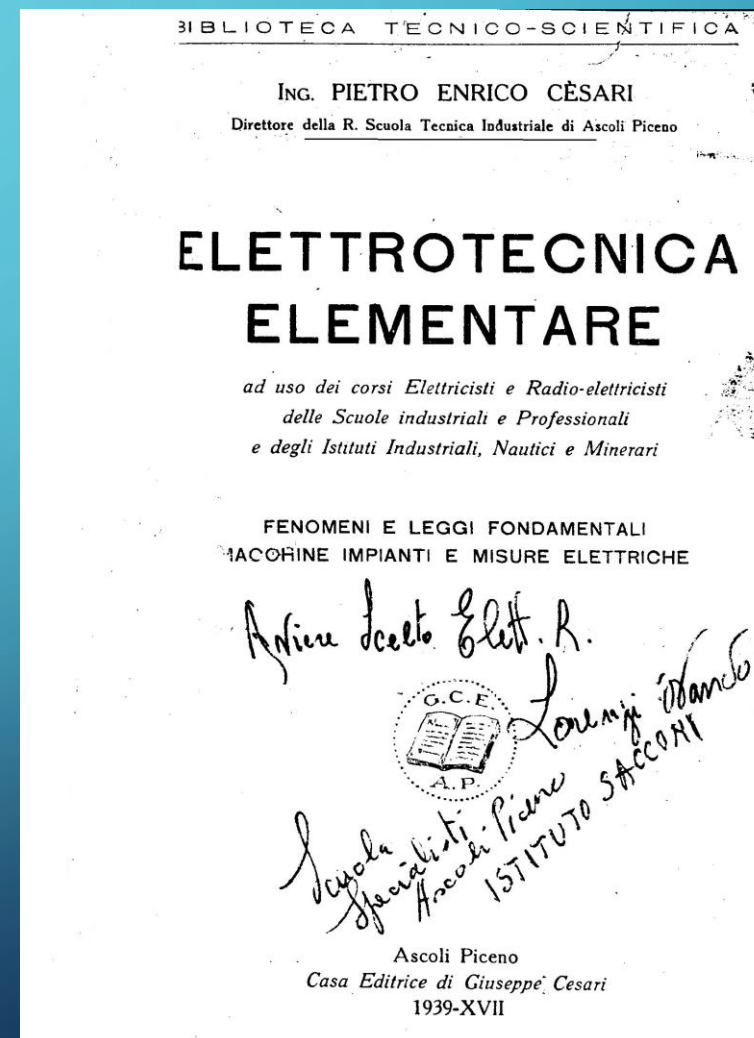 BIBLIOTECA TECNICO-SCIENTIFICA
ING. PIETRO ENRICO CÈSARI
Direttore della R. Scuola Tecnica Industriale di Ascoli Piceno
ELETTROTECNICA
ELEMENTARE
ad uso dei corsi Elettricisti e Radio-elettricisti
delle Scuole industriali e Professionali
e degli Istituti Industriali, Nautici e Minerari
FENOMENI E LEGGI FONDAMENTALI
MACCHINE IMPIANTI E MISURE ELETTRICHE
Aviere Scelto Elett. R.
Lorenzi
G.C.E.
A.P.
Scuola
Specialisti
Ascoli Piceno
ISTITUTO SACCONI
Ascoli Piceno
Casa Editrice di Giuseppe Cesari
1939-XVII